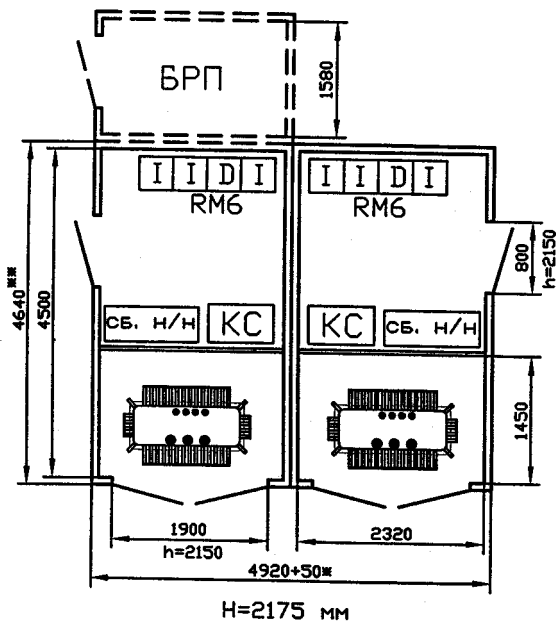 БРП
1580
I I D I
RM6
I I D I
RM6
800
h=2150
4640**
4500
СБ. Н/Н
КС
КС
СБ. Н/Н
1450
1900
h=2150
2320
4920+50*
H=2175 мм